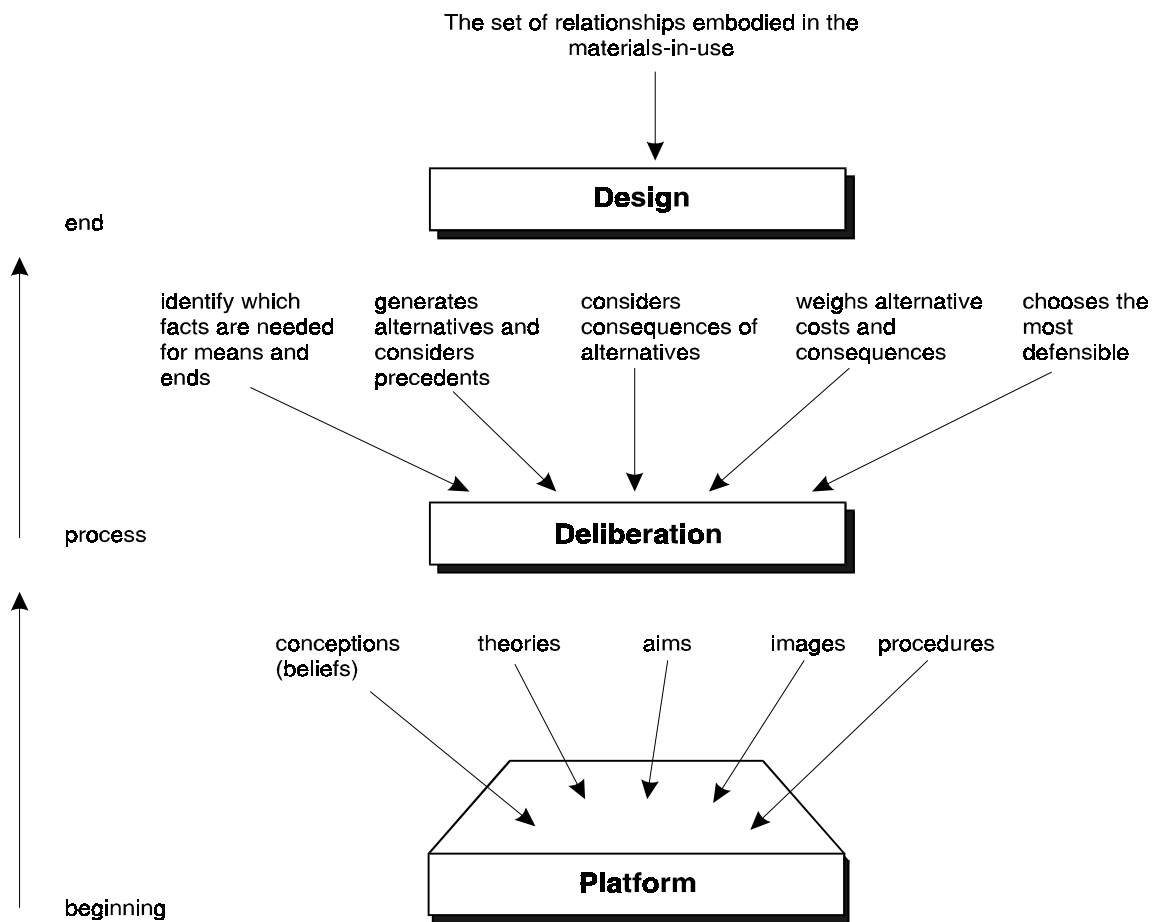 The set of relationships embodied in the
materials-in-use
Design
end
identify which
facts are needed
for means and
ends
generates
alternatives and
considers
precedents
considers
consequences of
alternatives
weighs alternative
costs and
consequences
chooses the
most
defensible
process
Deliberation
conceptions
(beliefs)
theories
aims
images
procedures
Platform
beginning